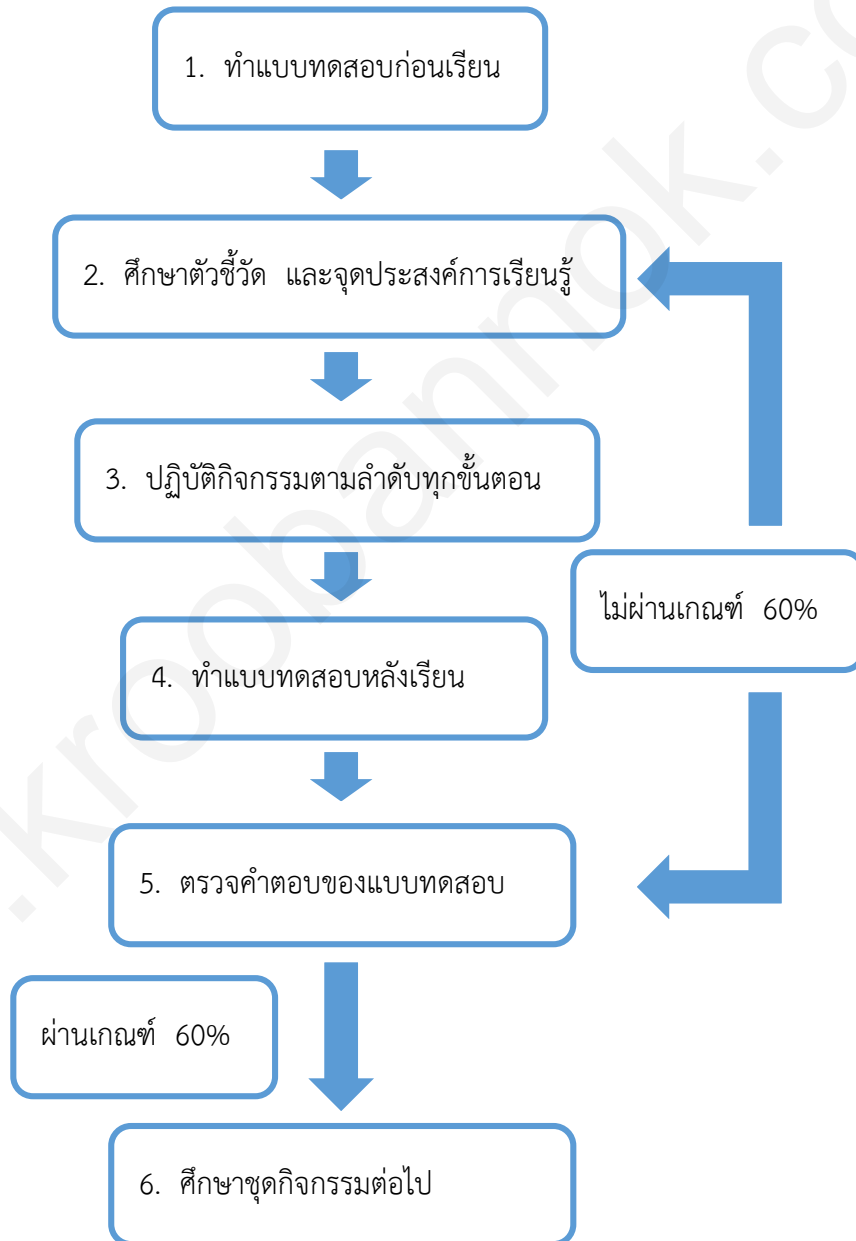 1. ทำแบบทดสอบก่อนเรียน
2. ศึกษาตัวชี้วัด และจุดประสงค์การเรียนรู้
3. ปฏิบัติกิจกรรมตามลำดับทุกขั้นตอน
ไม่ผ่านเกณฑ์ 60%
4. ทำแบบทดสอบหลังเรียน
5. ตรวจคำตอบของแบบทดสอบ
ผ่านเกณฑ์ 60%
6. ศึกษาชุดกิจกรรมต่อไป
.kroobannok.co